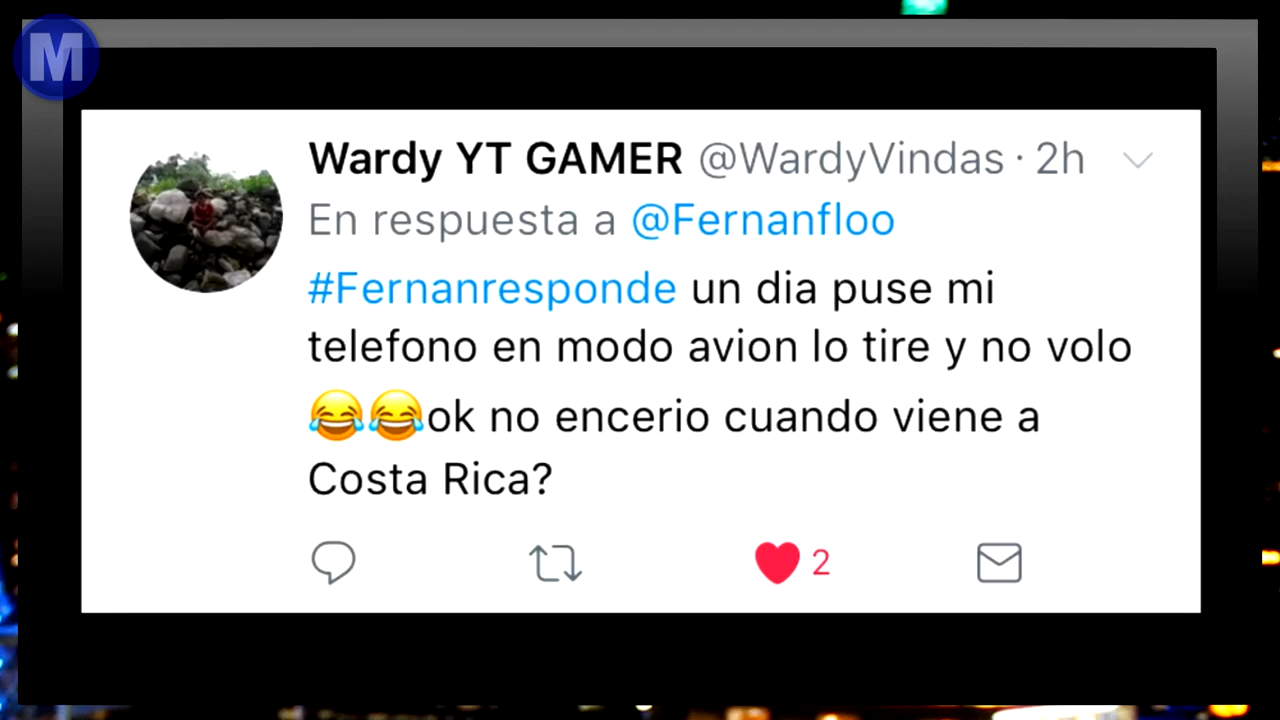 M
Wardy YT GAMER @WardyVindas · 2h
En respuesta a @Fernanfloo
#Fernanresponde un dia puse mi
telefono en modo avion lo tire y no volo
😂😂ok no encerio cuando viene a
Costa Rica?
2